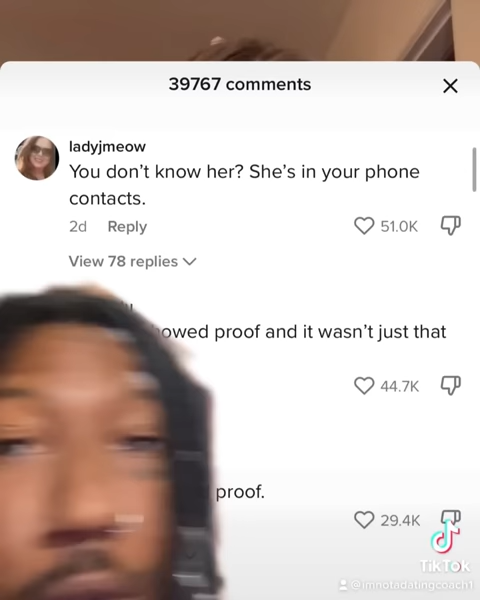 39767 comments
ladyjmeow
You don't know her? She's in your phone
contacts.
2d Reply
51.0K
View 78 replies
owed proof and it wasn't just that
44.7K
proof.
29.4K
TikTok
@imnotadatingcoach1